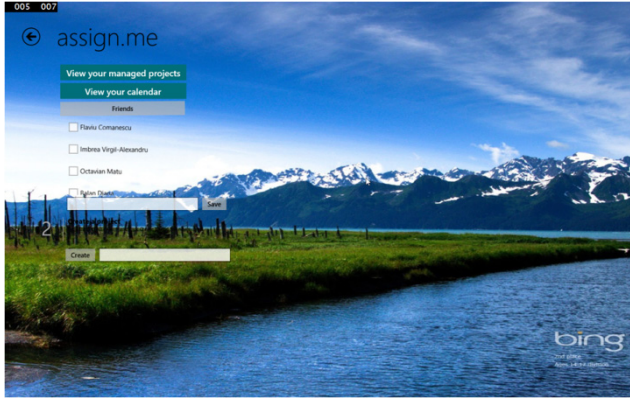 005 007
assign.me
View your managed projects
View your calendar
Friends
Flaviu Comanescu
Imbrea Virgil-Alexandru
Octavian Matu
Save
2
Create
bing